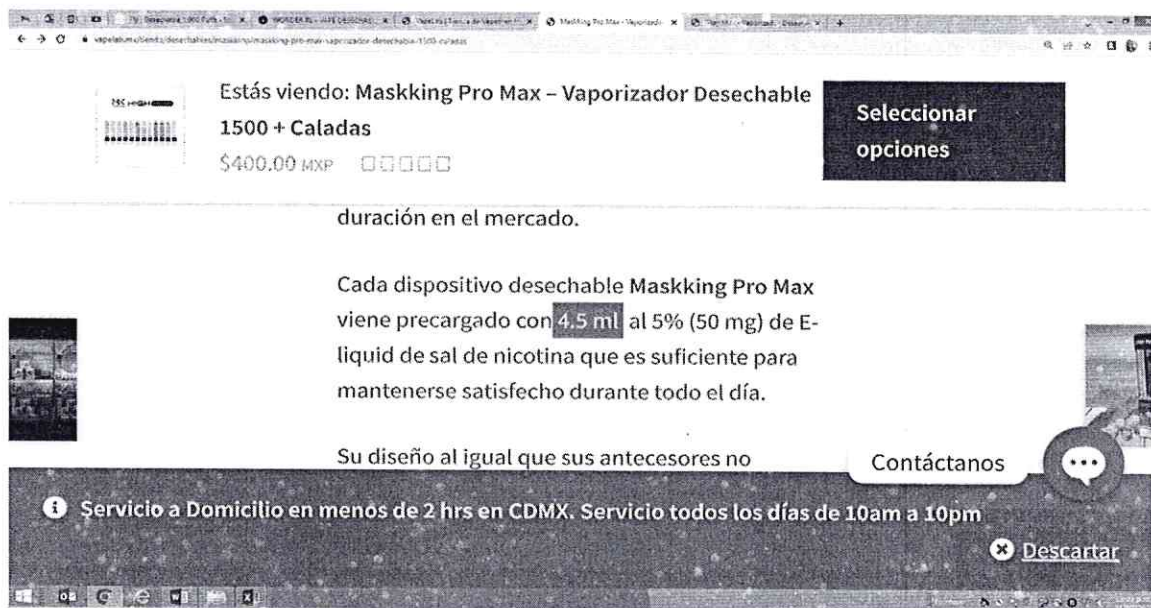 Estás viendo: Maskking Pro Max – Vaporizador Desechable
1500 + Caladas
$400.00 MXP
Seleccionar
opciones
duración en el mercado.
Cada dispositivo desechable Maskking Pro Max
viene precargado con 4.5 ml al 5% (50 mg) de E-
liquid de sal de nicotina que es suficiente para
mantenerse satisfecho durante todo el día.
Su diseño al igual que sus antecesores no
Contáctanos
Servicio a Domicilio en menos de 2 hrs en CDMX. Servicio todos los días de 10am a 10pm
Descartar